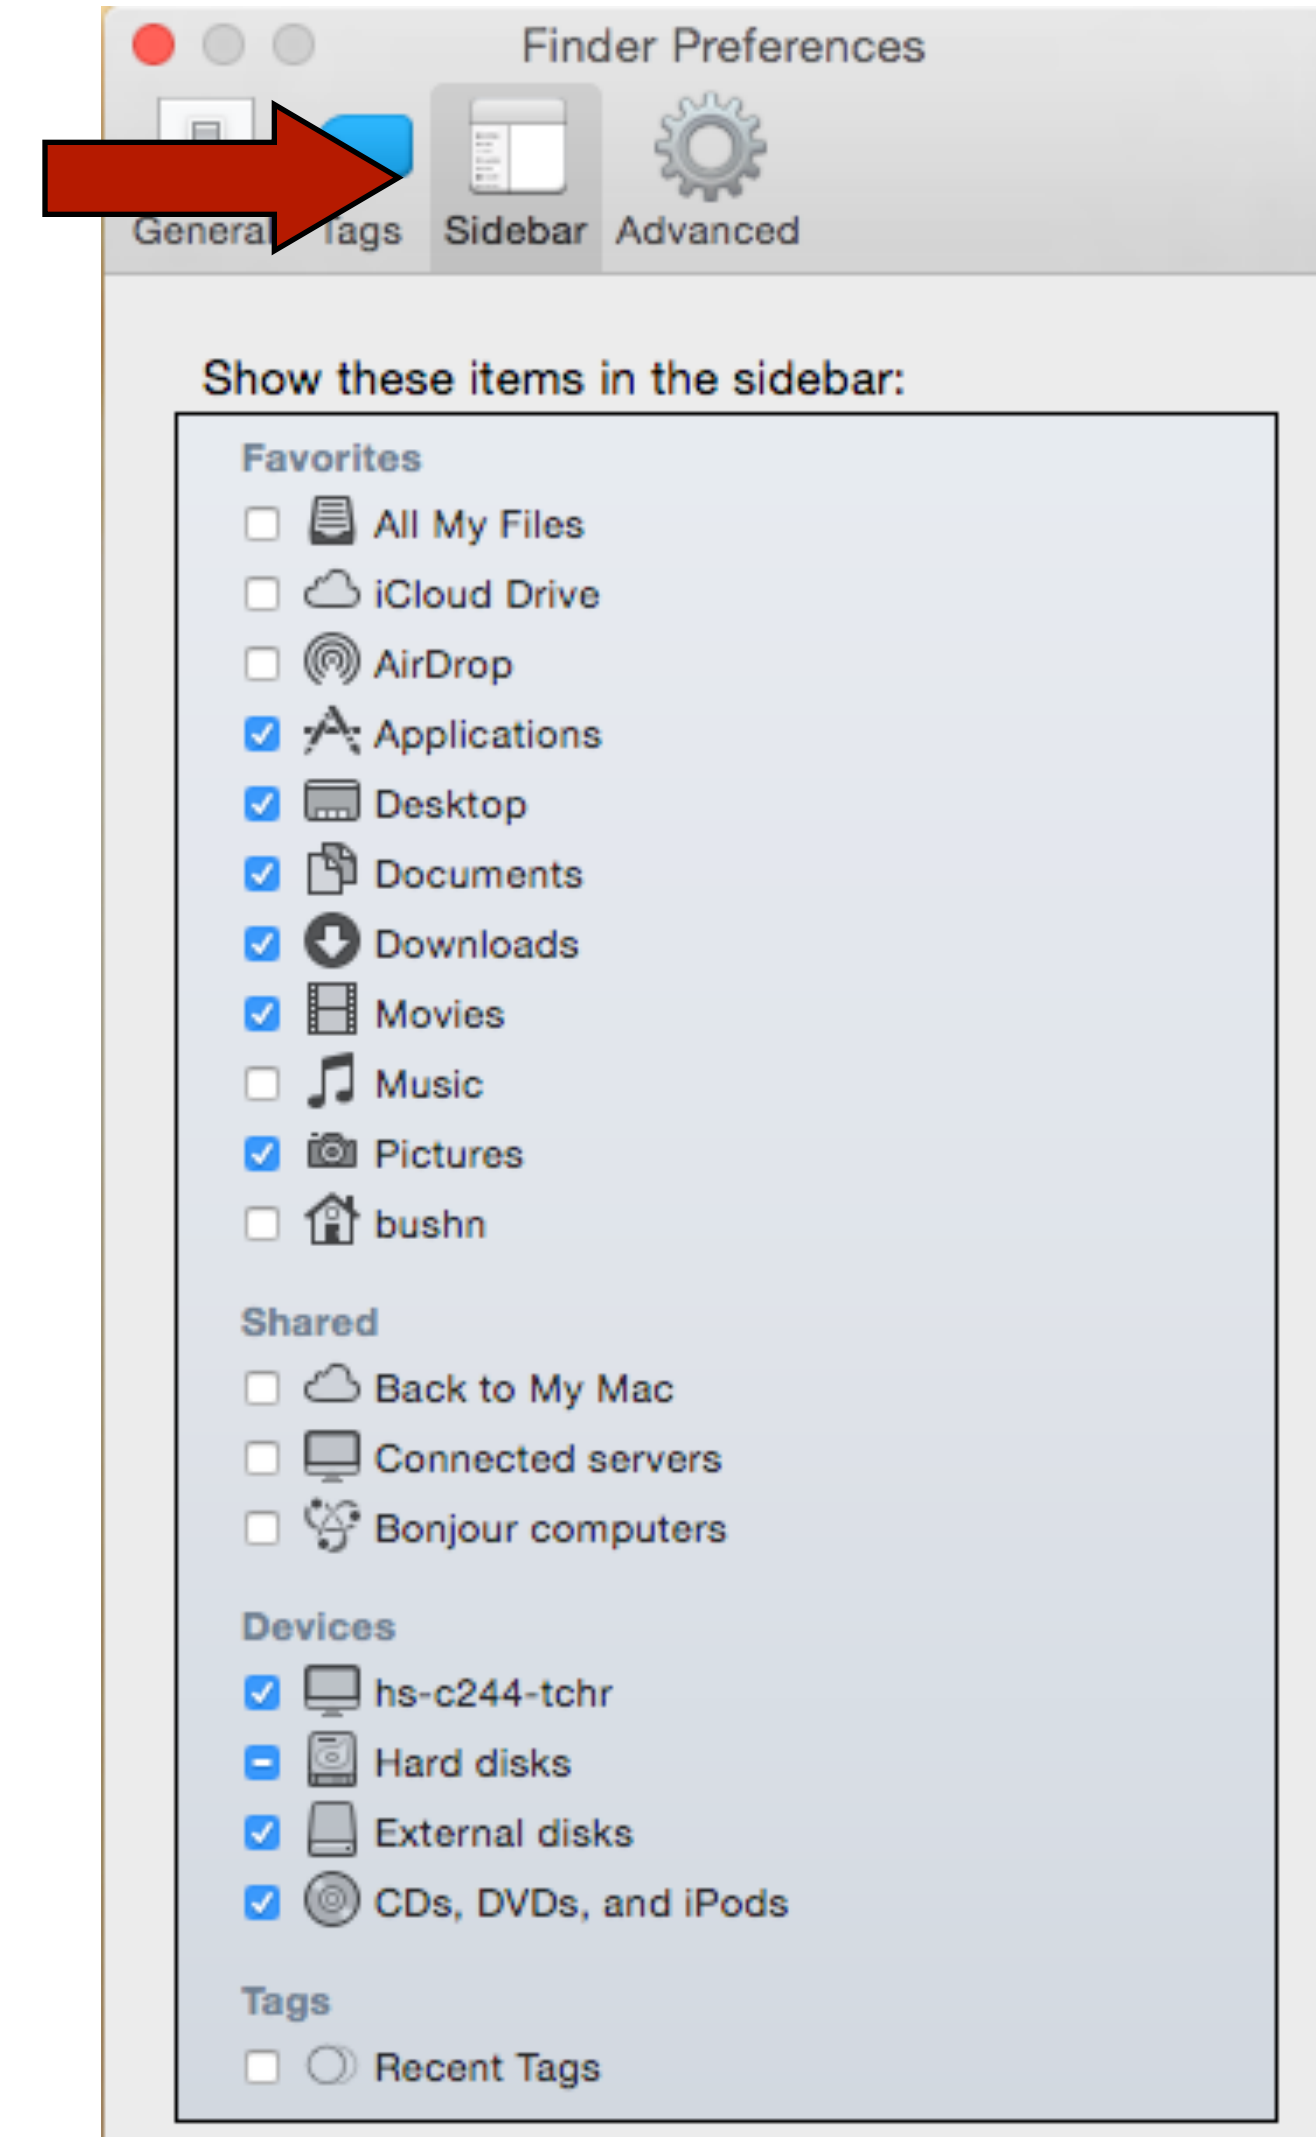 Finder Preferences
General Tags Sidebar Advanced
Show these items in the sidebar:
Favorites
All My Files
iCloud Drive
AirDrop
Applications
Desktop
Documents
Downloads
Movies
Music
Pictures
bushn
Shared
Back to My Mac
Connected servers
Bonjour computers
Devices
hs-c244-tchr
Hard disks
External disks
CDs, DVDs, and iPods
Tags
Recent Tags